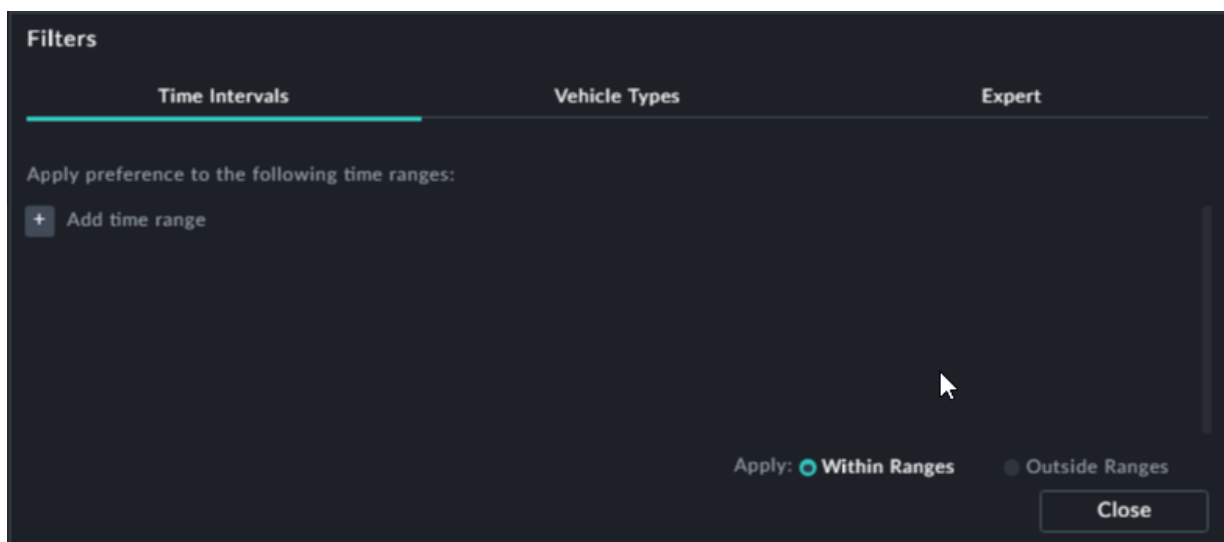 Filters
Time Intervals Vehicle Types Expert
Apply preference to the following time ranges:
+ Add time range
Apply: Within Ranges Outside Ranges
Close